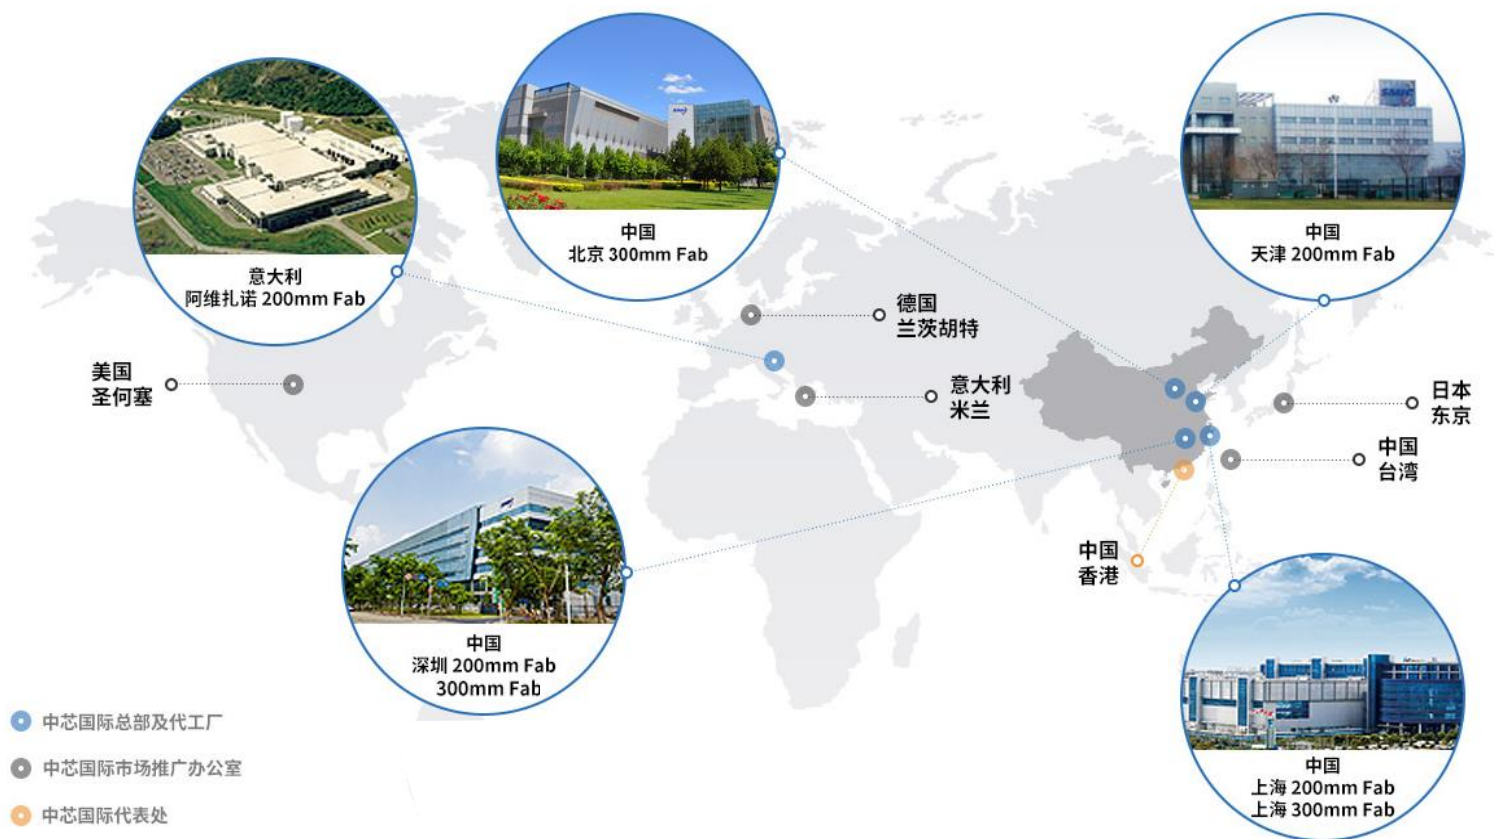 中国
北京 300mm Fab
中国
天津 200mm Fab
意大利
阿维扎诺 200mm Fab
德国
兰茨胡特
美国
圣何塞
意大利
米兰
日本
东京
中国
台湾
中国
香港
中国
深圳 200mm Fab
300mm Fab
中国
上海 200mm Fab
上海 300mm Fab
中芯国际总部及代工厂
中芯国际市场推广办公室
中芯国际代表处
SMIC